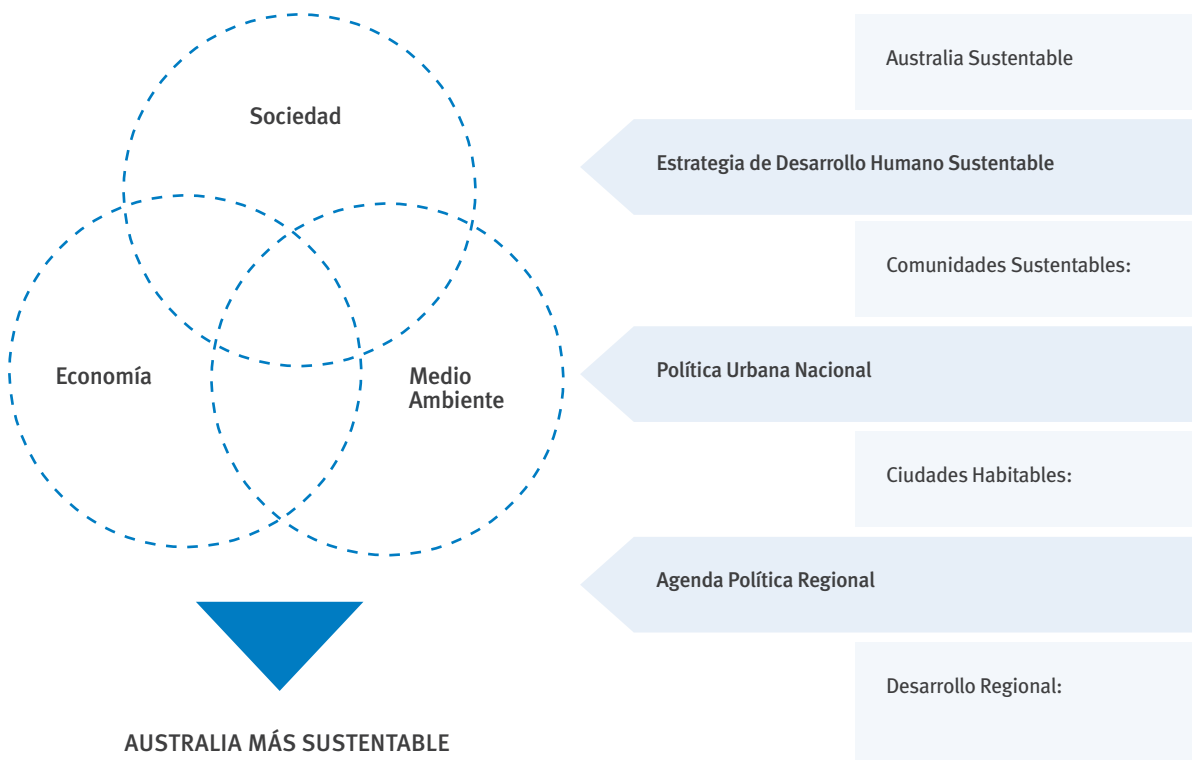 Sociedad
Economía
Medio
Ambiente
AUSTRALIA MÁS SUSTENTABLE
Australia Sustentable
Estrategia de Desarrollo Humano Sustentable
Comunidades Sustentables:
Política Urbana Nacional
Ciudades Habitables:
Agenda Política Regional
Desarrollo Regional: